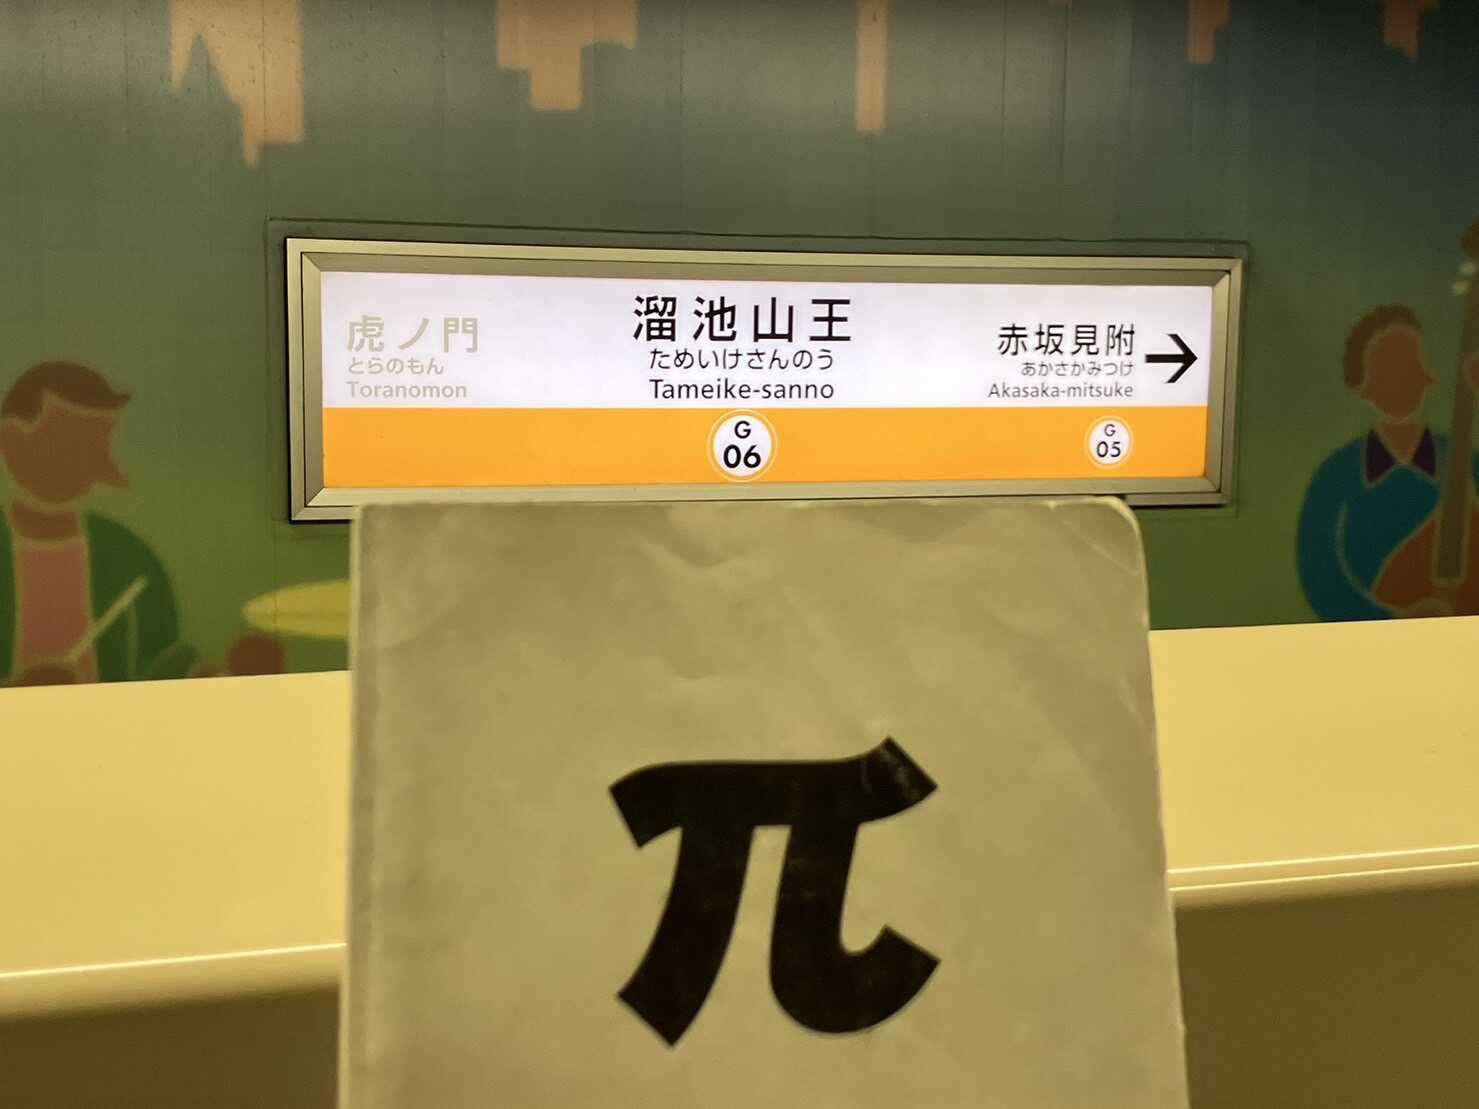 虎ノ門
とらのもん
Toranomon
溜池山王
ためいけさんのう
Tameike-sanno
G
06
赤坂見附
あかさかみつけ
Akasaka-mitsuke
→
G
05
π